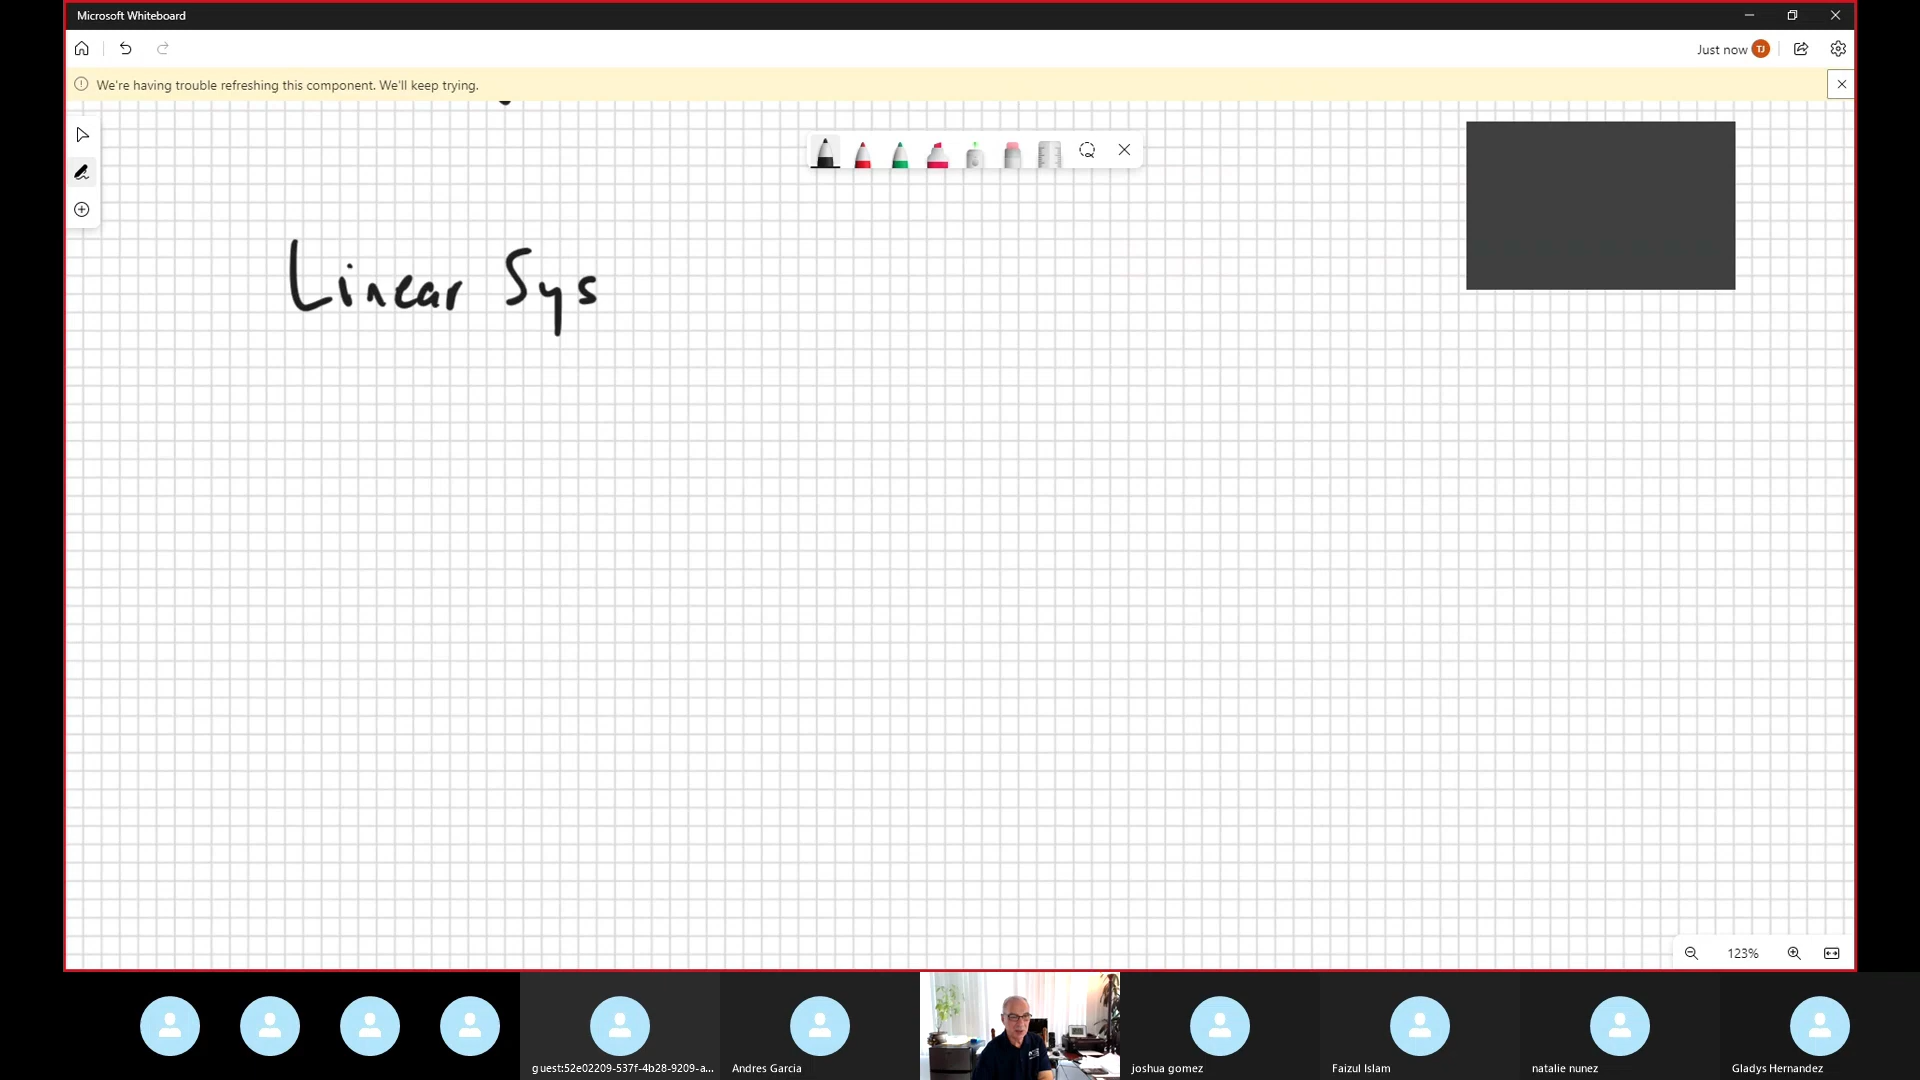 Microsoft Whiteboard
Just now TJ
We're having trouble refreshing this component. We'll keep trying.
Linear Sys
123%
guest:52e02209-537f-4b28-9209-a...
Andres Garcia
joshua gomez
Faizul Islam
natalie nunez
Gladys Hernandez